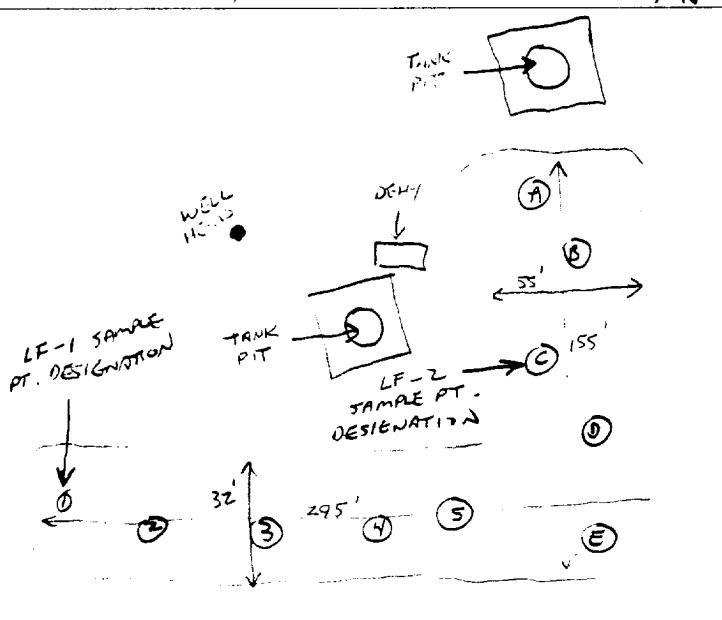 TANK
PIT
A
DEHY
WELL
HEAD
B
55'
LF-1 SAMPLE
PT. DESIGNATION
TANK
PIT
C
155'
LF-2
SAMPLE PT.
DESIGNATION
D
1
32'
295'
2
3
4
5
E